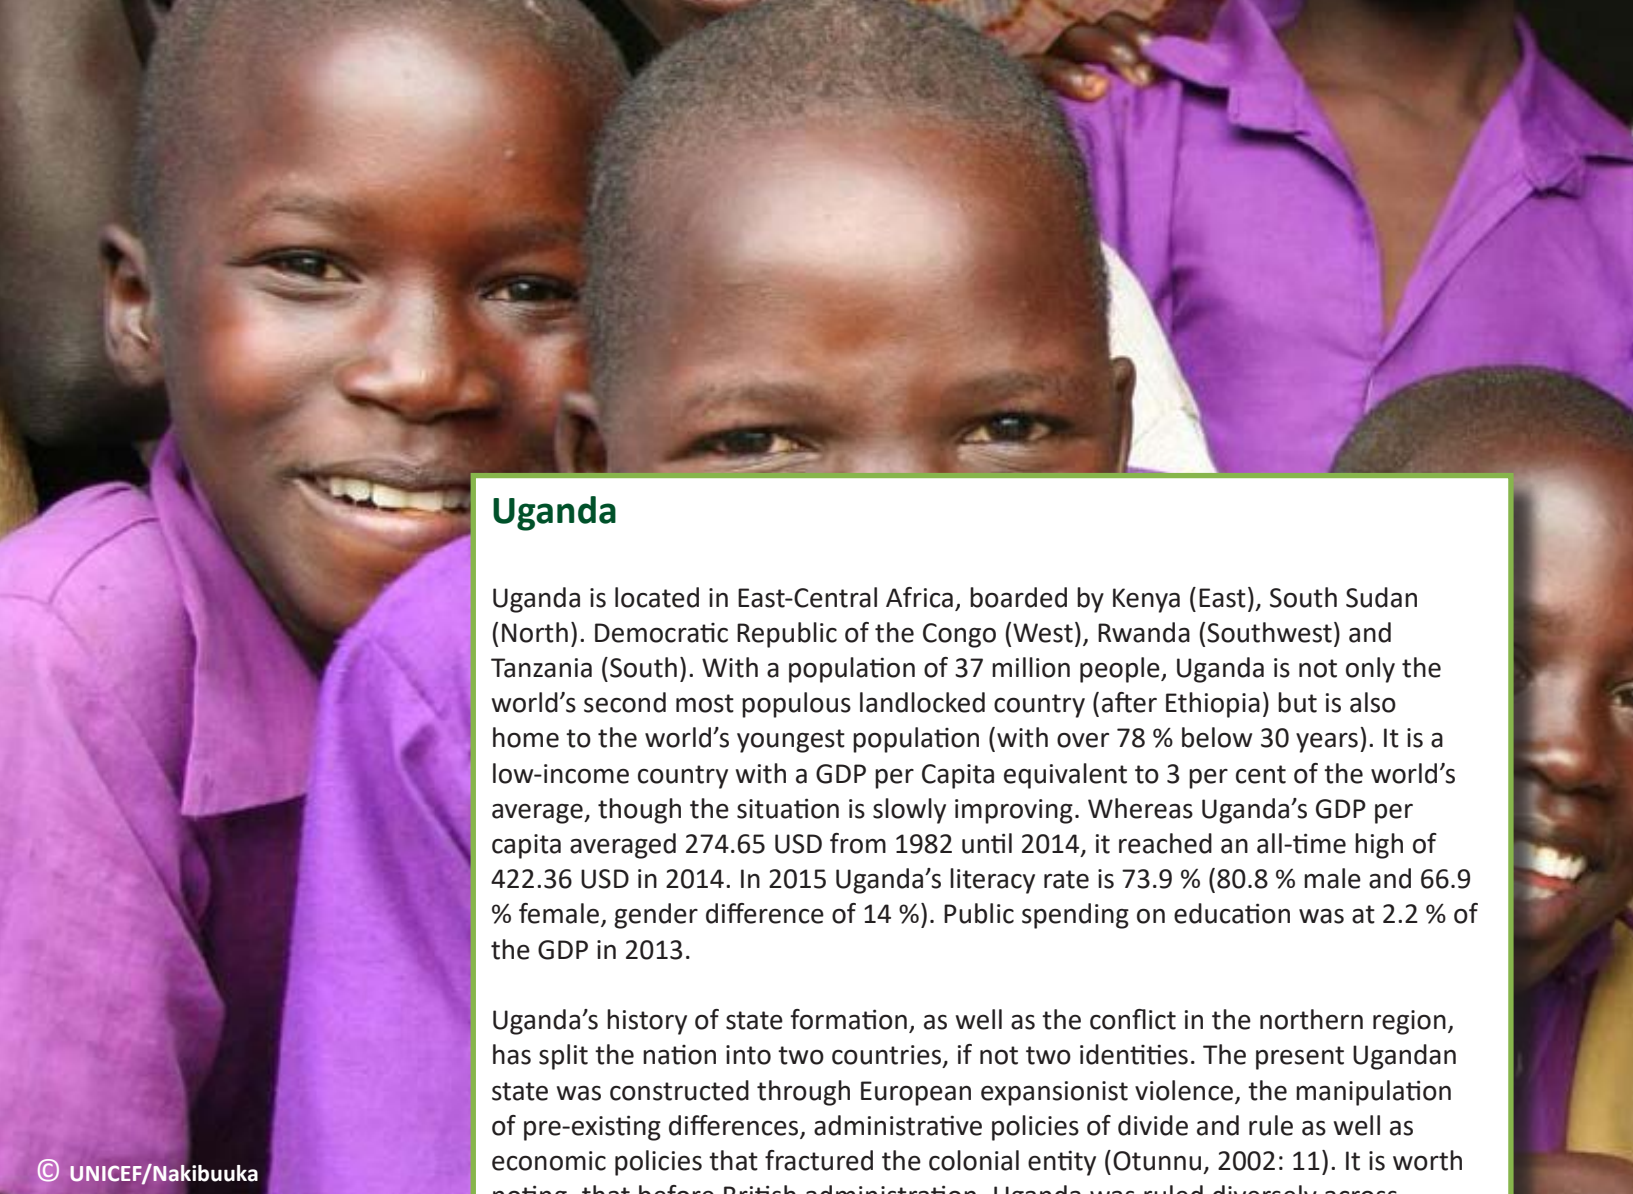 Uganda
Uganda is located in East-Central Africa, boarded by Kenya (East), South Sudan
(North). Democratic Republic of the Congo (West), Rwanda (Southwest) and
Tanzania (South). With a population of 37 million people, Uganda is not only the
world’s second most populous landlocked country (after Ethiopia) but is also
home to the world’s youngest population (with over 78 % below 30 years). It is a
low-income country with a GDP per Capita equivalent to 3 per cent of the world’s
average, though the situation is slowly improving. Whereas Uganda’s GDP per
capita averaged 274.65 USD from 1982 until 2014, it reached an all-time high of
422.36 USD in 2014. In 2015 Uganda’s literacy rate is 73.9 % (80.8 % male and 66.9
% female, gender difference of 14 %). Public spending on education was at 2.2 % of
the GDP in 2013.
Uganda’s history of state formation, as well as the conflict in the northern region,
has split the nation into two countries, if not two identities. The present Ugandan
state was constructed through European expansionist violence, the manipulation
of pre-existing differences, administrative policies of divide and rule as well as
economic policies that fractured the colonial entity (Otunnu, 2002: 11). It is worth
noting, that before British administration, Uganda was ruled diversely across
© UNICEF/Nakibuuka